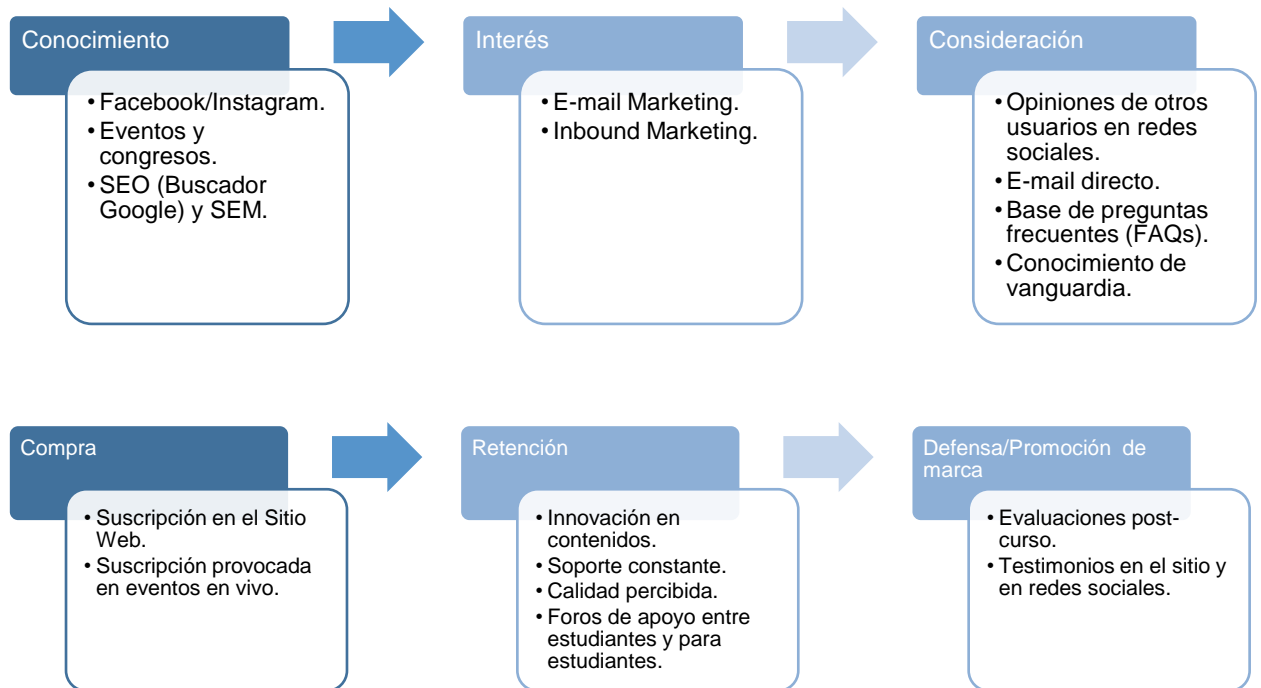 Conocimiento
• Facebook/Instagram.
• Eventos y
congresos.
• SEO (Buscador
Google) y SEM.
Interés
• E-mail Marketing.
• Inbound Marketing.
Consideración
• Opiniones de otros
usuarios en redes
sociales.
• E-mail directo.
• Base de preguntas
frecuentes (FAQs).
• Conocimiento de
vanguardia.
Compra
• Suscripción en el Sitio
Web.
• Suscripción provocada
en eventos en vivo.
Retención
• Innovación en
contenidos.
• Soporte constante.
• Calidad percibida.
• Foros de apoyo entre
estudiantes y para
estudiantes.
Defensa/Promoción de
marca
• Evaluaciones post-
curso.
• Testimonios en el sitio y
en redes sociales.